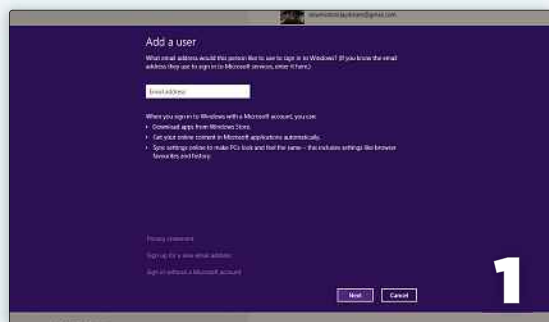 Add a user
What email address would this person like to use to sign in to Windows? (If you know the email
address they use to sign in to Microsoft services, enter it here.)
Email address
When you sign in to Windows with a Microsoft account, you can:
• Download apps from Windows Store.
• Get your online content in Microsoft applications automatically.
• Sync settings online to make PCs look and feel the same – this includes settings like browser
favourites and history.
Privacy statement
Sign up for a new email address
Sign in without a Microsoft account
Next Cancel
1